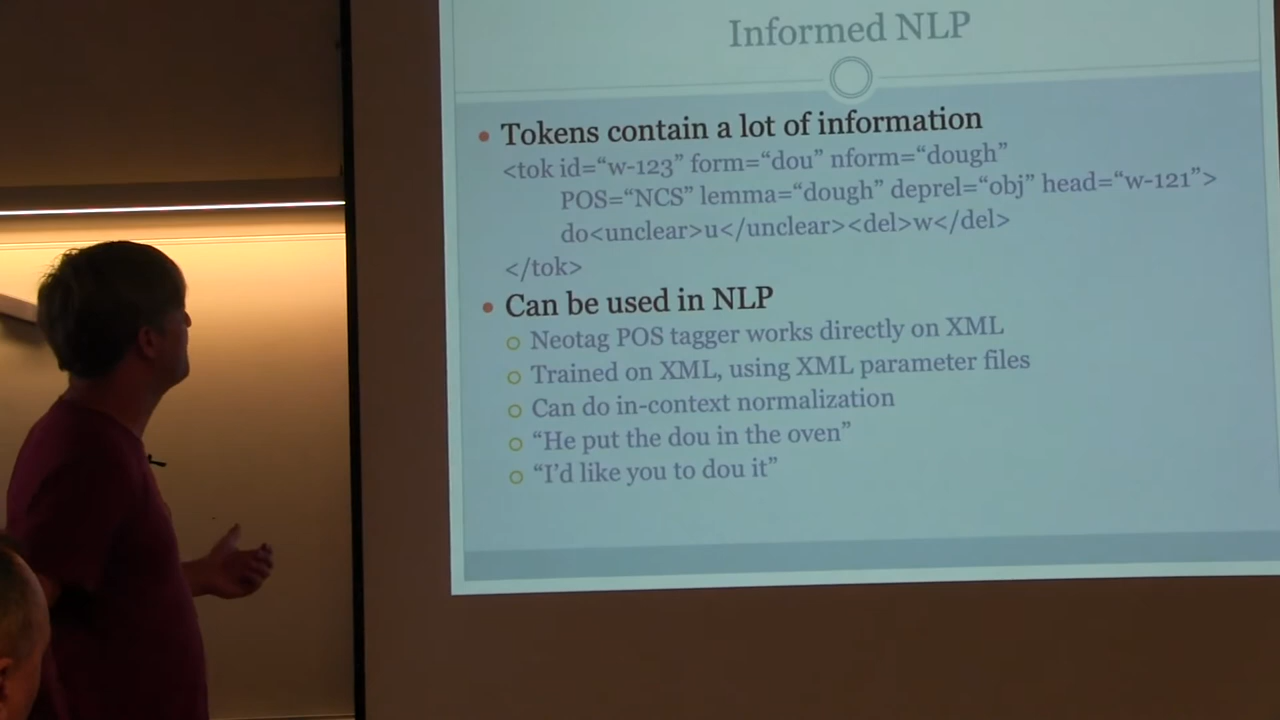 Informed NLP
• Tokens contain a lot of information
<tok id=“w-123” form=“dou” nform=“dough”
POS=“NCS” lemma=“dough” deprel=“obj” head=“w-121”>
do<unclear>u</unclear><del>w</del>
</tok>
• Can be used in NLP
○ Neotag POS tagger works directly on XML
○ Trained on XML, using XML parameter files
○ Can do in-context normalization
○ “He put the dou in the oven”
○ “I’d like you to dou it”